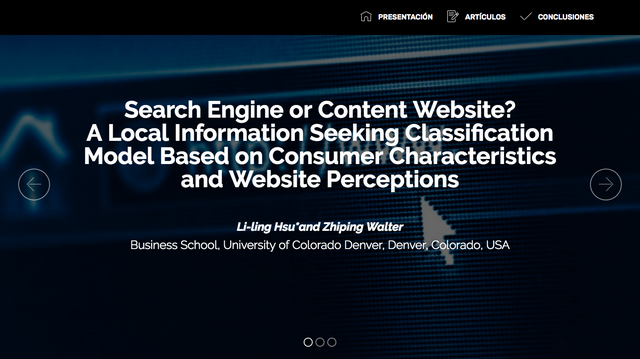 PRESENTACIÓN
ARTÍCULOS
CONCLUSIONES
Search Engine or Content Website?
A Local Information Seeking Classification
Model Based on Consumer Characteristics
and Website Perceptions
Li-ling Hsu*and Zhiping Walter
Business School, University of Colorado Denver, Denver, Colorado, USA